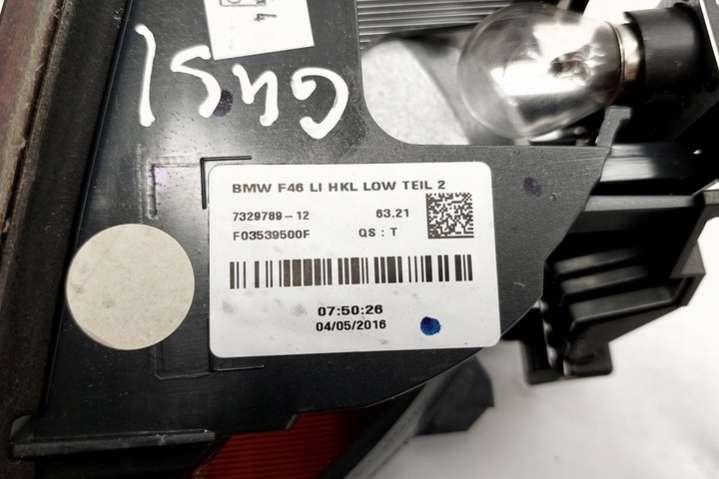 BMW F46 LI HKL LOW TEIL 2
7329789-12 63.21
F03539500F QS : T
07:50:26
04/05/2016